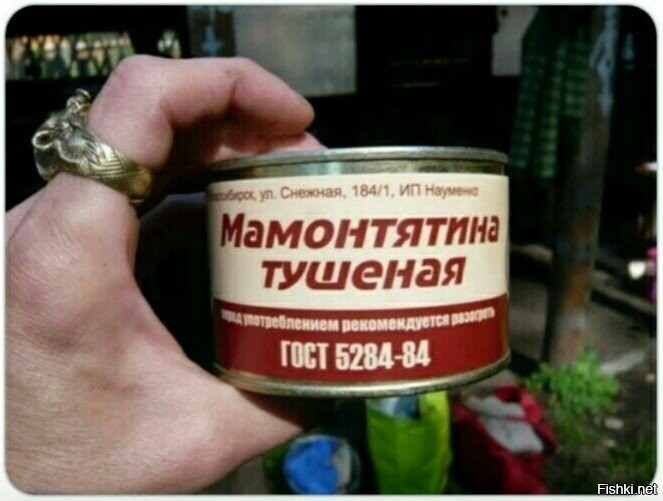 ул. Снежная, 184/1, ИП Науменко
Мамонтятина
тушеная
употреблением рекомендуется разогреть
ГОСТ 5284-84
Fishki.net